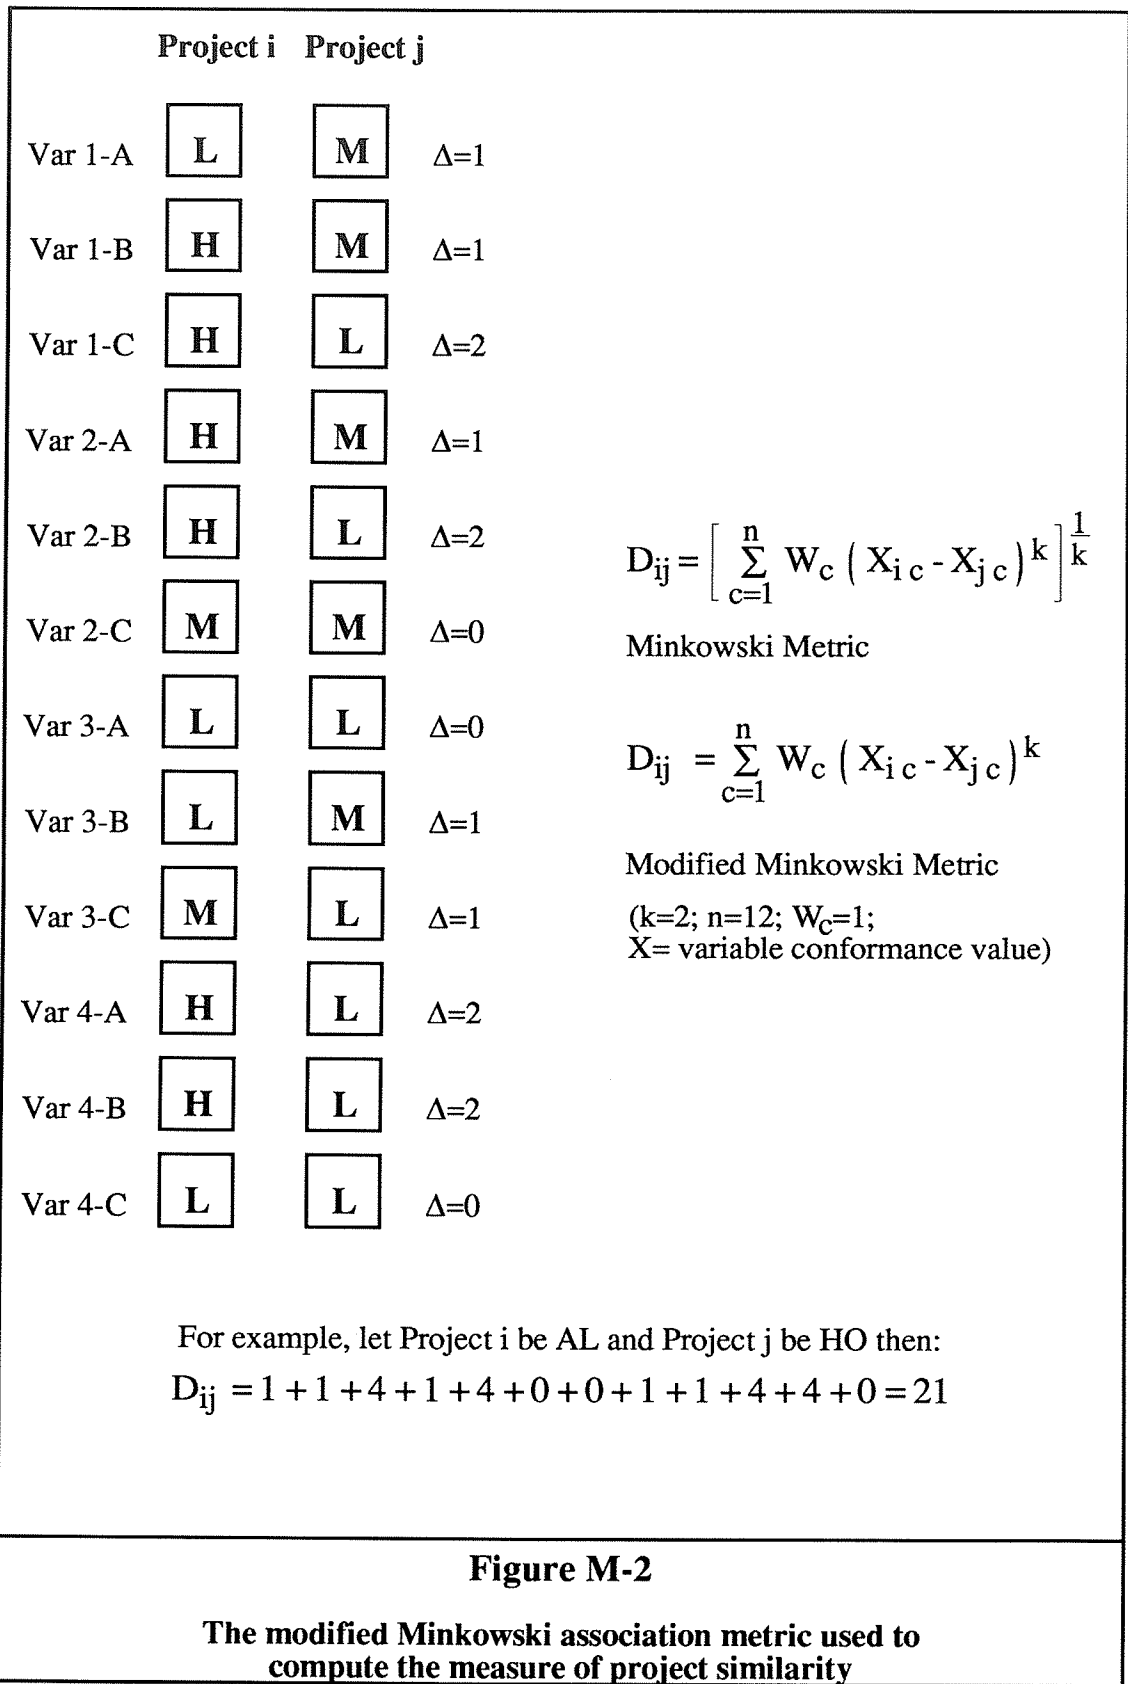 Project i Project j
Var 1-A L M Δ=1
Var 1-B H M Δ=1
Var 1-C H L Δ=2
Var 2-A H M Δ=1
Var 2-B H L Δ=2
Var 2-C M M Δ=0
Var 3-A L L Δ=0
Var 3-B L M Δ=1
Var 3-C M L Δ=1
Var 4-A H L Δ=2
Var 4-B H L Δ=2
Var 4-C L L Δ=0
D_ij = [ Σ_{c=1}^{n} W_c ( X_{i c} - X_{j c} )^k ]^{1/k}
Minkowski Metric
D_ij = Σ_{c=1}^{n} W_c ( X_{i c} - X_{j c} )^k
Modified Minkowski Metric
(k=2; n=12; W_c=1;
X= variable conformance value)
For example, let Project i be AL and Project j be HO then:
D_ij = 1 + 1 + 4 + 1 + 4 + 0 + 0 + 1 + 1 + 4 + 4 + 0 = 21
Figure M-2
The modified Minkowski association metric used to
compute the measure of project similarity